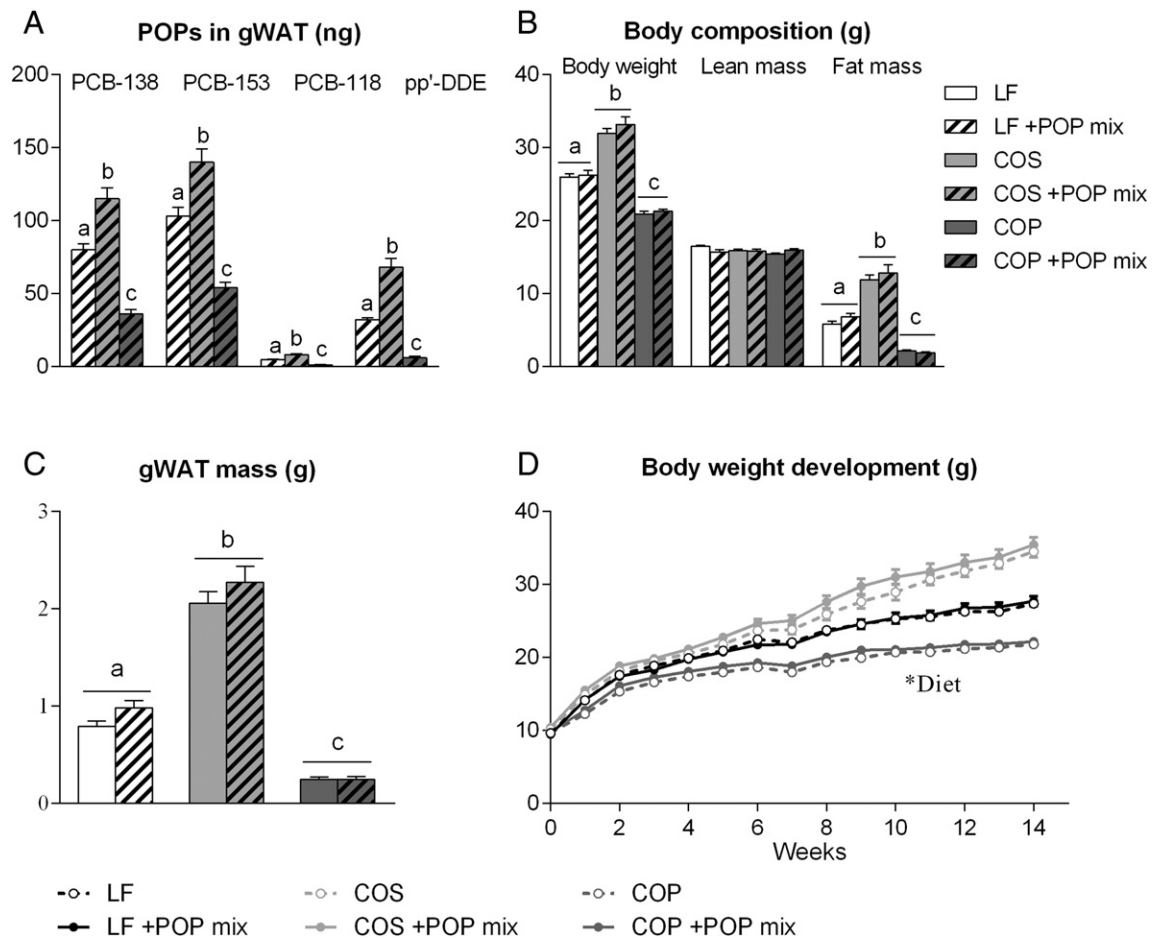 A
POPs in gWAT (ng)
PCB-138 PCB-153 PCB-118 pp'-DDE
200
150
100
50
0
a b c
a b c
a b c
a b c
B
Body composition (g)
Body weight Lean mass Fat mass
40
30
20
10
0
a b c
a b c
LF
LF +POP mix
COS
COS +POP mix
COP
COP +POP mix
C
gWAT mass (g)
3
2
1
0
a b c
D
Body weight development (g)
40
30
20
10
0
*Diet
0 2 4 6 8 10 12 14
Weeks
LF COS COP
LF +POP mix COS +POP mix COP +POP mix